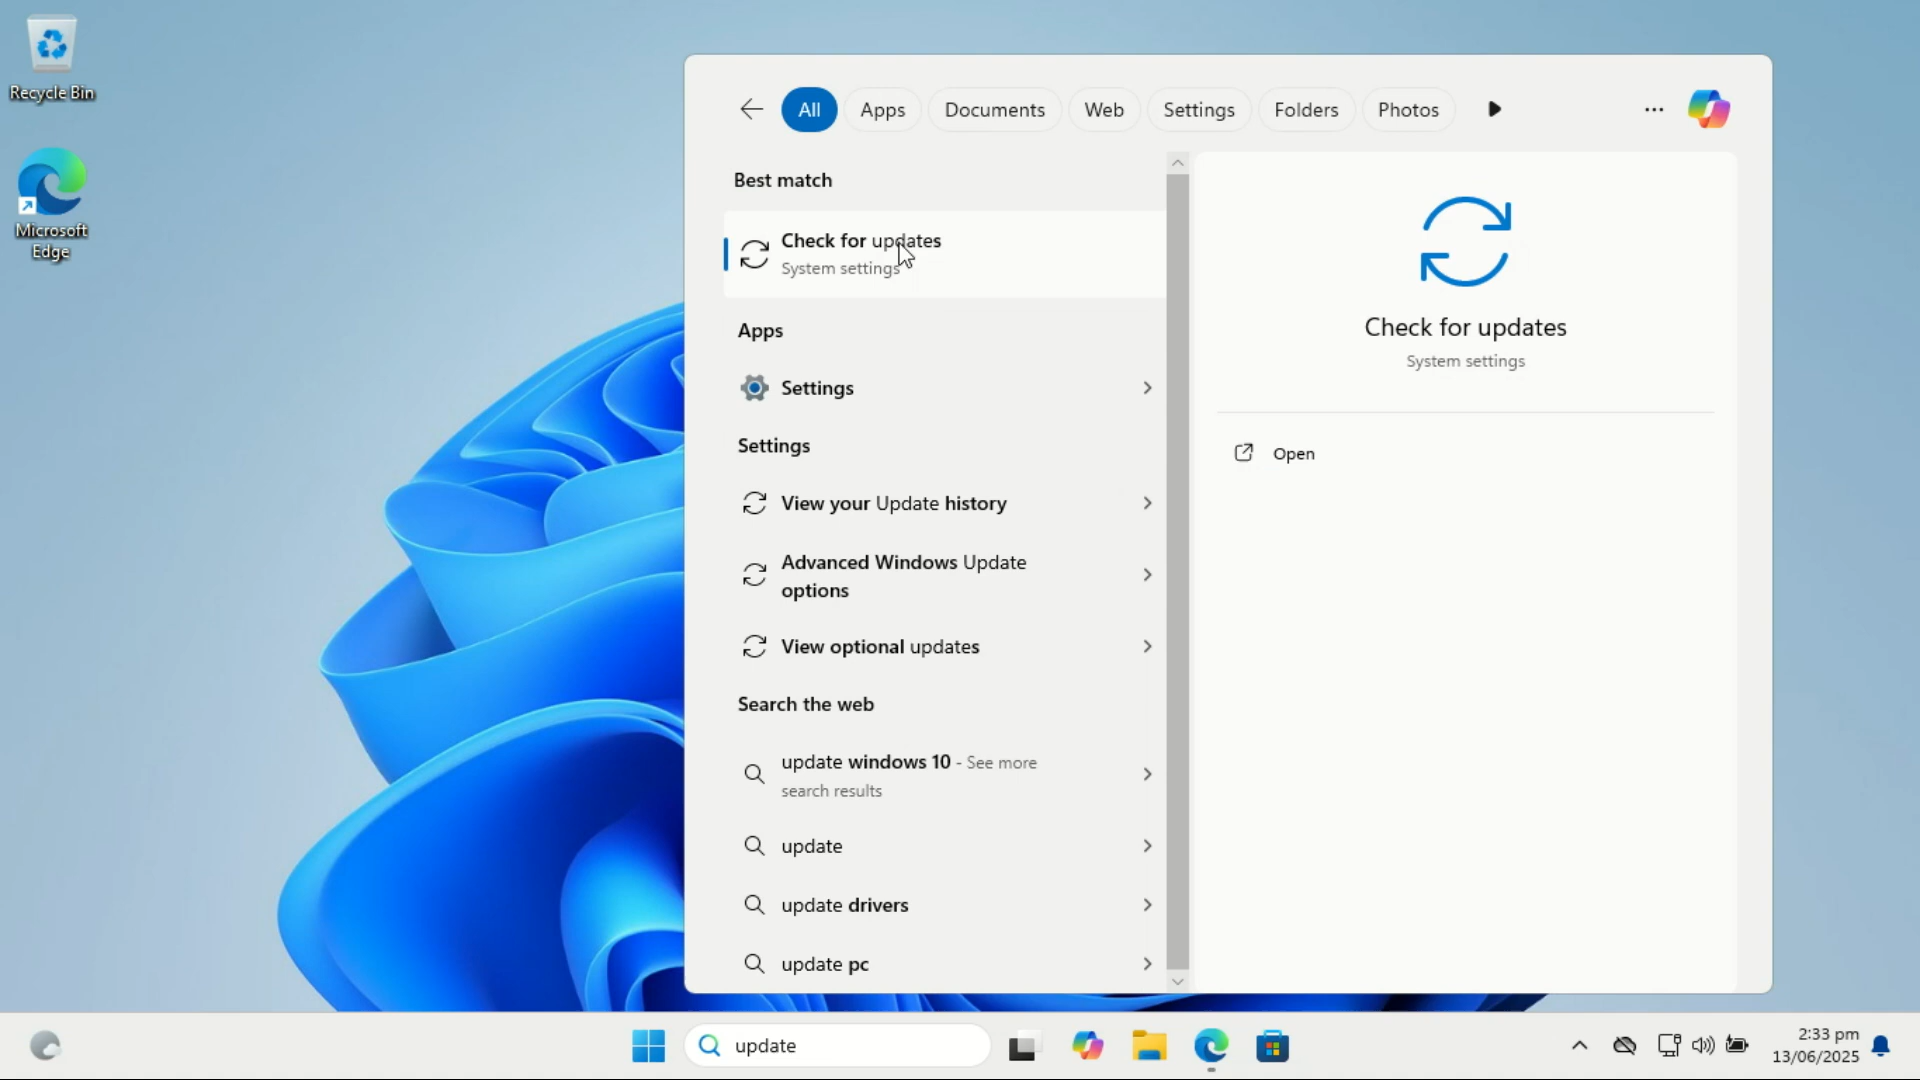 Recycle Bin
Microsoft
Edge
All
Apps
Documents
Web
Settings
Folders
Photos
Best match
Check for updates
System settings
Apps
Settings
Settings
View your Update history
Advanced Windows Update
options
View optional updates
Search the web
update windows 10 - See more
search results
update
update drivers
update pc
Check for updates
System settings
Open
update
2:33 pm
13/06/2025